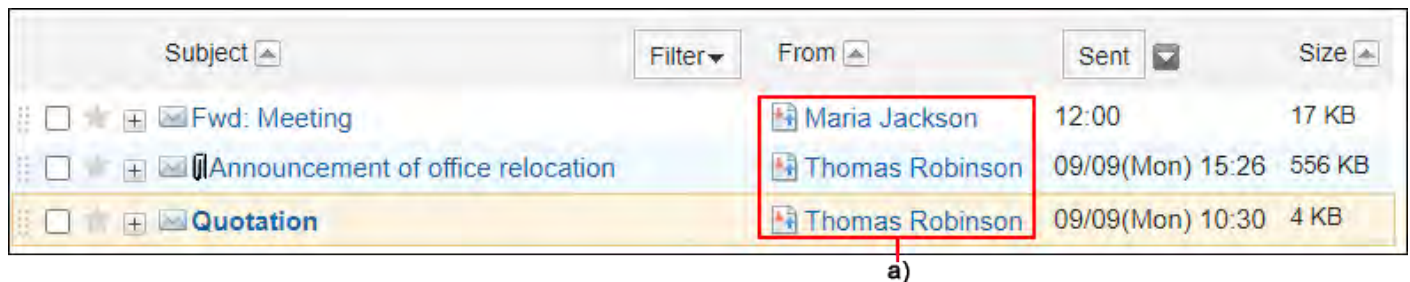 Subject Filter From Sent Size
Fwd: Meeting Maria Jackson 12:00 17 KB
Announcement of office relocation Thomas Robinson 09/09(Mon) 15:26 556 KB
Quotation Thomas Robinson 09/09(Mon) 10:30 4 KB
a)